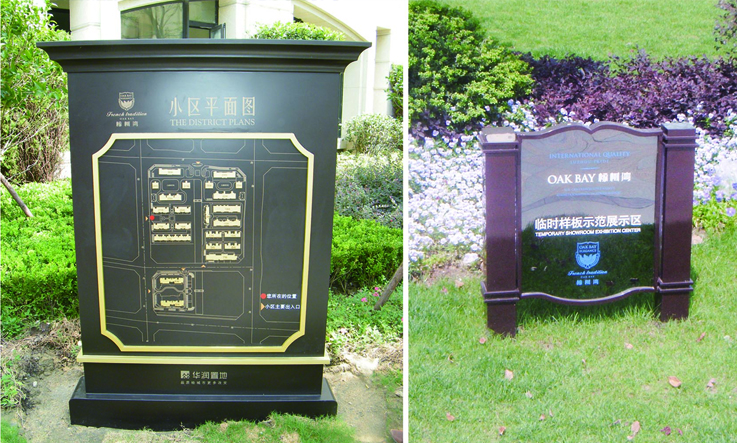 小区平面图
THE DISTRICT PLANS
OAK BAY
French tradition
橡树湾
您所在的位置
小区主要出入口
华润置地
INTERNATIONAL QUALITY
OAK BAY 橡树湾
临时样板示范展示区
TEMPORARY SHOWROOM EXHIBITION CENTER
OAK BAY
French tradition
橡树湾